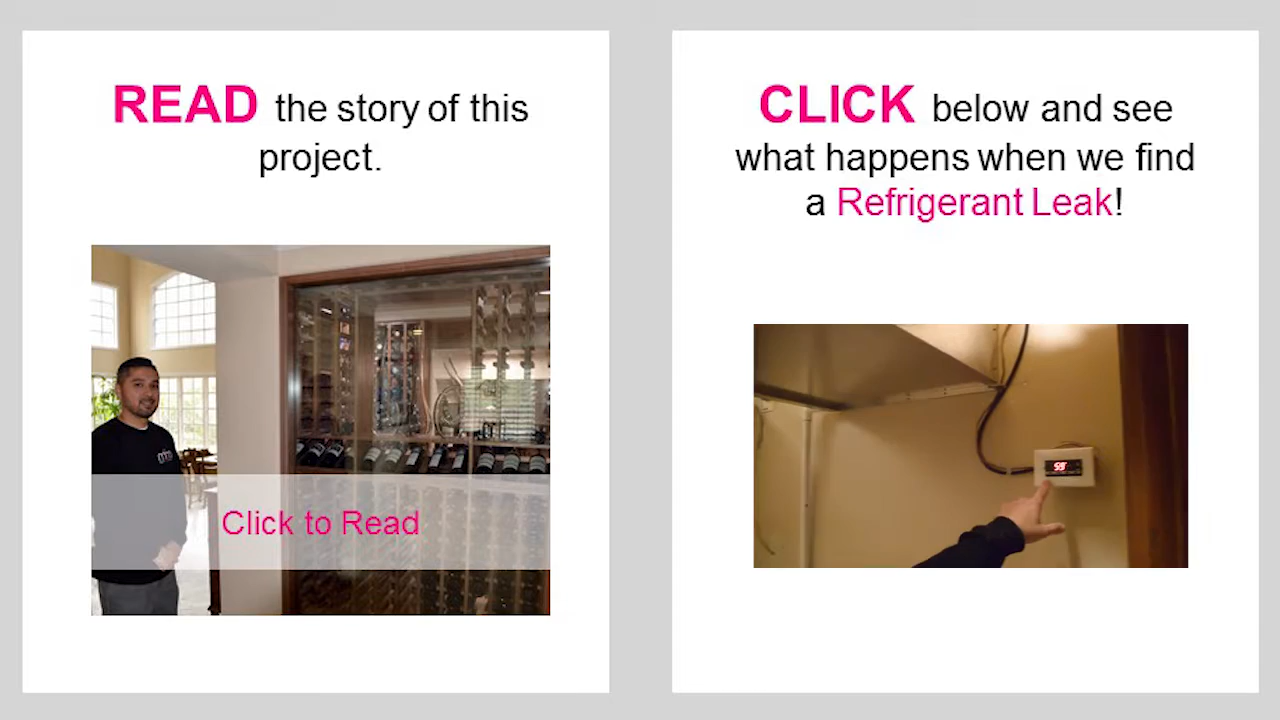 READ the story of this
project.
Click to Read
CLICK below and see
what happens when we find
a Refrigerant Leak!